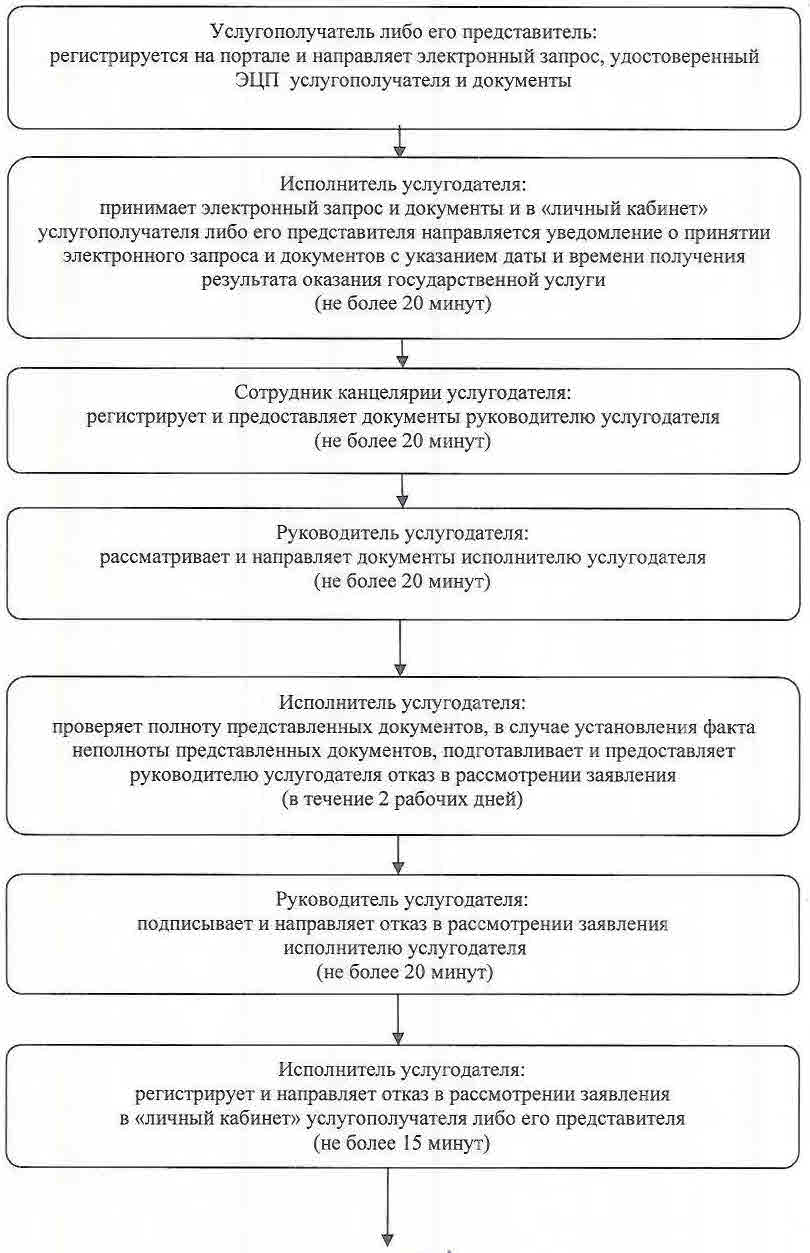 Услугополучатель либо его представитель:
регистрируется на портале и направляет электронный запрос, удостоверенный
ЭЦП услугополучателя и документы
Исполнитель услугодателя:
принимает электронный запрос и документы и в «личный кабинет»
услугополучателя либо его представителя направляется уведомление о принятии
электронного запроса и документов с указанием даты и времени получения
результата оказания государственной услуги
(не более 20 минут)
Сотрудник канцелярии услугодателя:
регистрирует и предоставляет документы руководителю услугодателя
(не более 20 минут)
Руководитель услугодателя:
рассматривает и направляет документы исполнителю услугодателя
(не более 20 минут)
Исполнитель услугодателя:
проверяет полноту представленных документов, в случае установления факта
неполноты представленных документов, подготавливает и предоставляет
руководителю услугодателя отказ в рассмотрении заявления
(в течение 2 рабочих дней)
Руководитель услугодателя:
подписывает и направляет отказ в рассмотрении заявления
исполнителю услугодателя
(не более 20 минут)
Исполнитель услугодателя:
регистрирует и направляет отказ в рассмотрении заявления
в «личный кабинет» услугополучателя либо его представителя
(не более 15 минут)